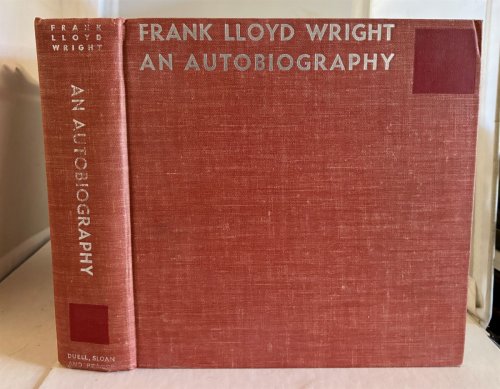 FRANK
LLOYD
WRIGHT
AN AUTOBIOGRAPHY
DUELL, SLOAN
AND PEARCE
FRANK LLOYD WRIGHT
AN AUTOBIOGRAPHY